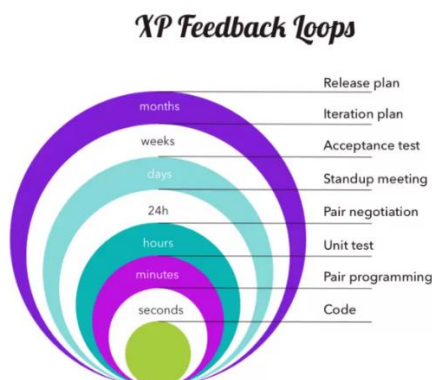 XP Feedback Loops
Release plan
months
Iteration plan
weeks
Acceptance test
days
Standup meeting
24h
Pair negotiation
hours
Unit test
minutes
Pair programming
seconds
Code